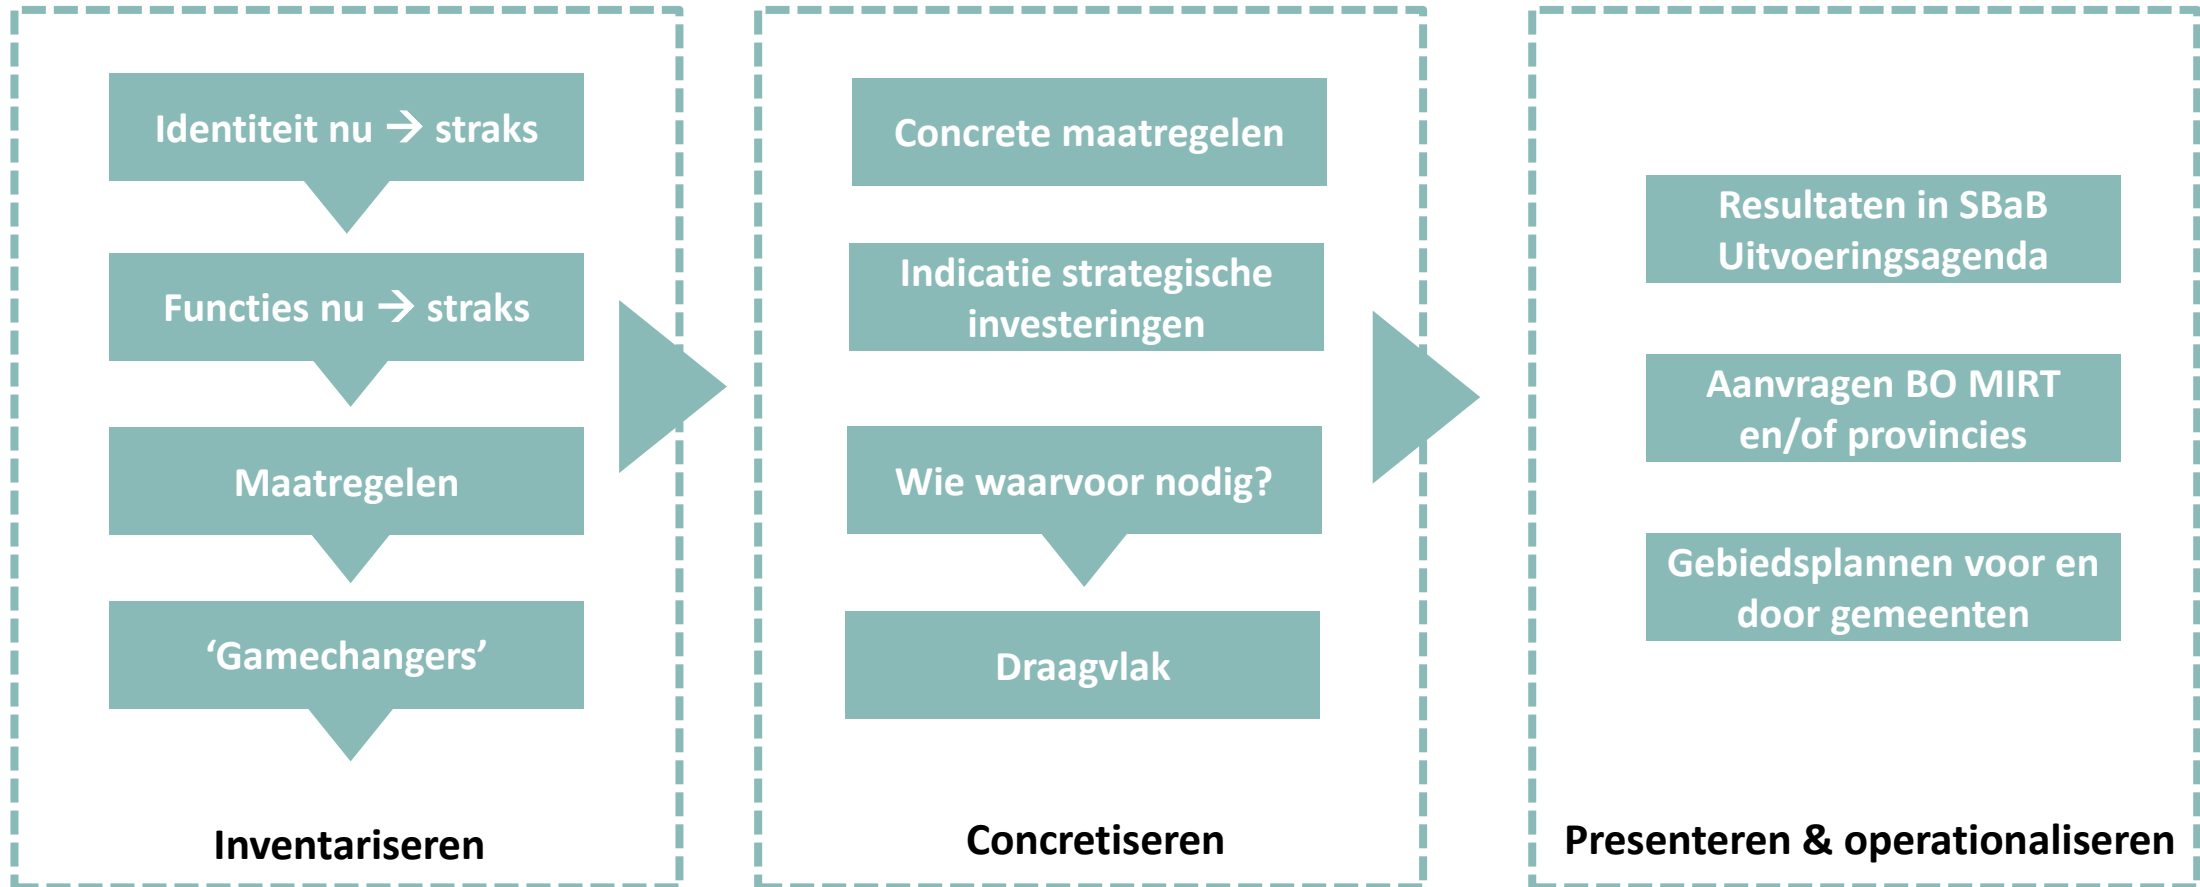 Identiteit nu → straks
Functies nu → straks
Maatregelen
‘Gamechangers’
Inventariseren
Concrete maatregelen
Indicatie strategische
investeringen
Wie waarvoor nodig?
Draagvlak
Concretiseren
Resultaten in SBaB
Uitvoeringsagenda
Aanvragen BO MIRT
en/of provincies
Gebiedsplannen voor en
door gemeenten
Presenteren & operationaliseren